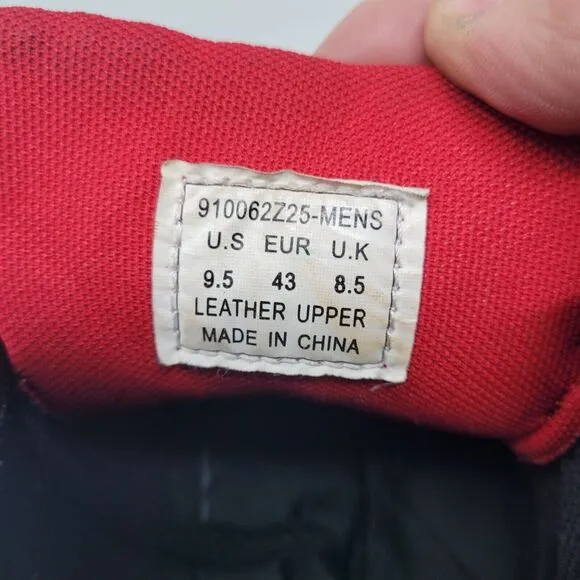 910062Z25-MENS
U.S EUR U.K
9.5 43 8.5
LEATHER UPPER
MADE IN CHINA